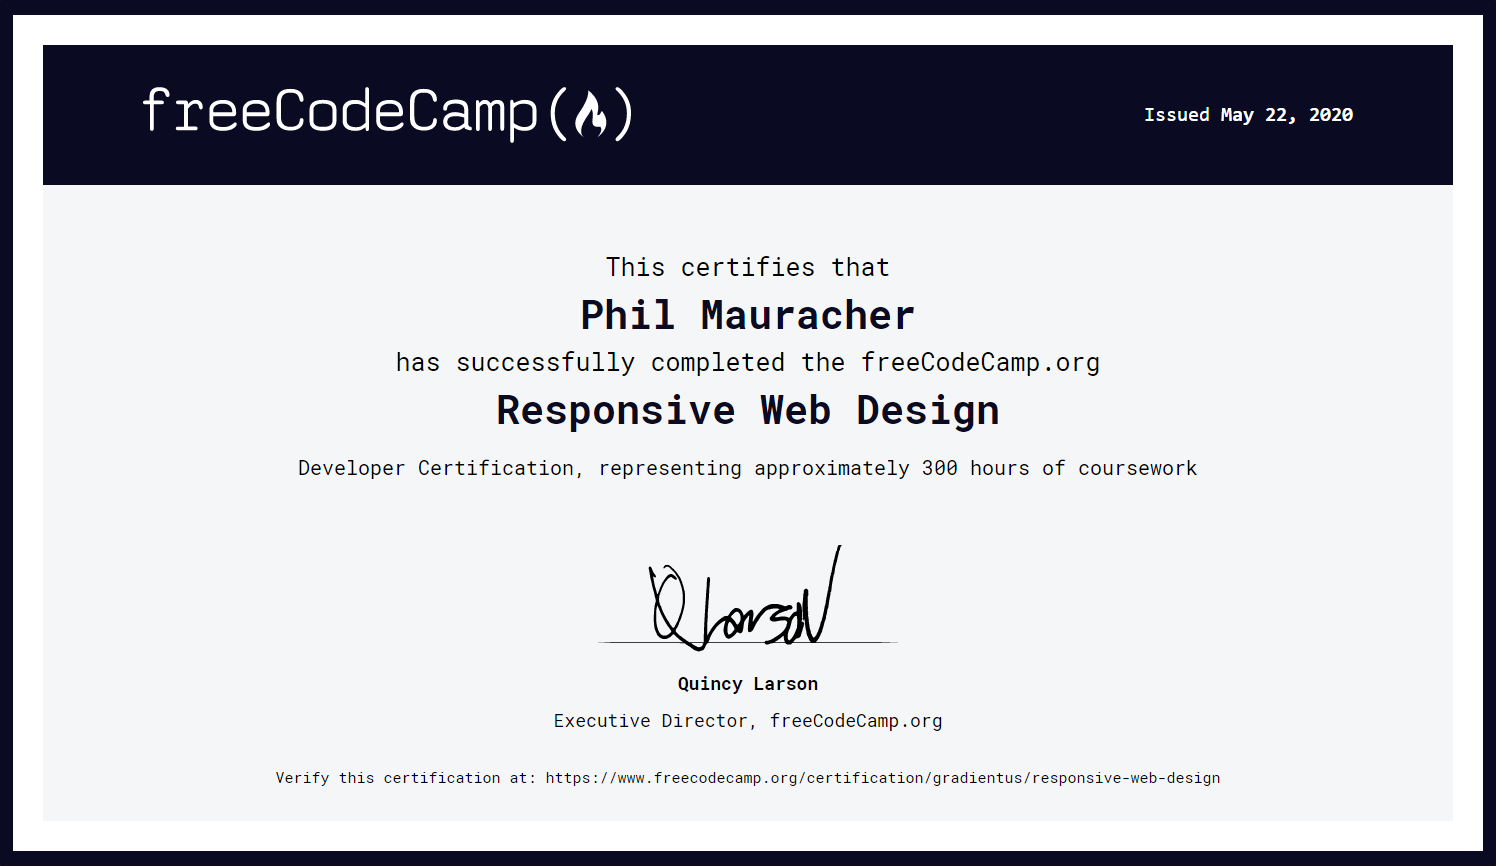 freeCodeCamp
Issued May 22, 2020
This certifies that
Phil Mauracher
has successfully completed the freeCodeCamp.org
Responsive Web Design
Developer Certification, representing approximately 300 hours of coursework
Q Larson
Quincy Larson
Executive Director, freeCodeCamp.org
Verify this certification at: https://www.freecodecamp.org/certification/gradientus/responsive-web-design